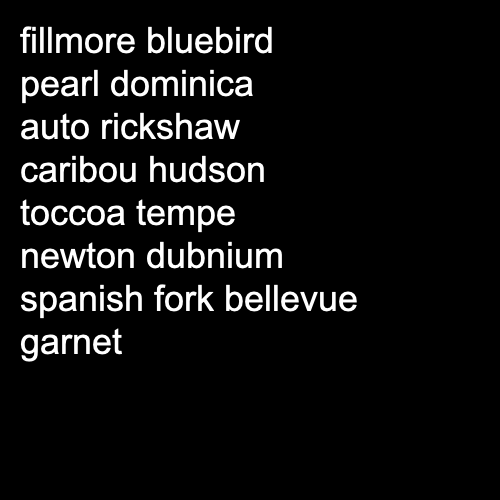 fillmore bluebird
pearl dominica
auto rickshaw
caribou hudson
toccoa tempe
newton dubnium
spanish fork bellevue
garnet